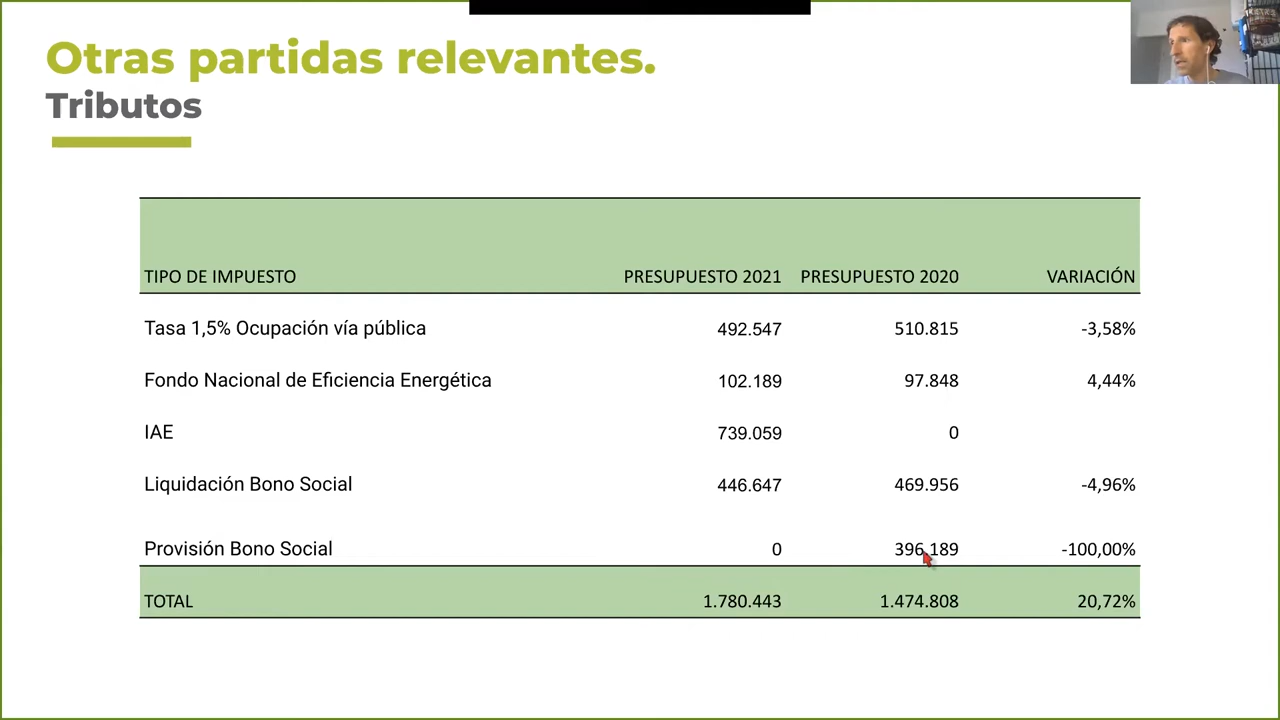 Otras partidas relevantes.
Tributos
TIPO DE IMPUESTO PRESUPUESTO 2021 PRESUPUESTO 2020 VARIACIÓN
Tasa 1,5% Ocupación vía pública 492.547 510.815 -3,58%
Fondo Nacional de Eficiencia Energética 102.189 97.848 4,44%
IAE 739.059 0
Liquidación Bono Social 446.647 469.956 -4,96%
Provisión Bono Social 0 396.189 -100,00%
TOTAL 1.780.443 1.474.808 20,72%